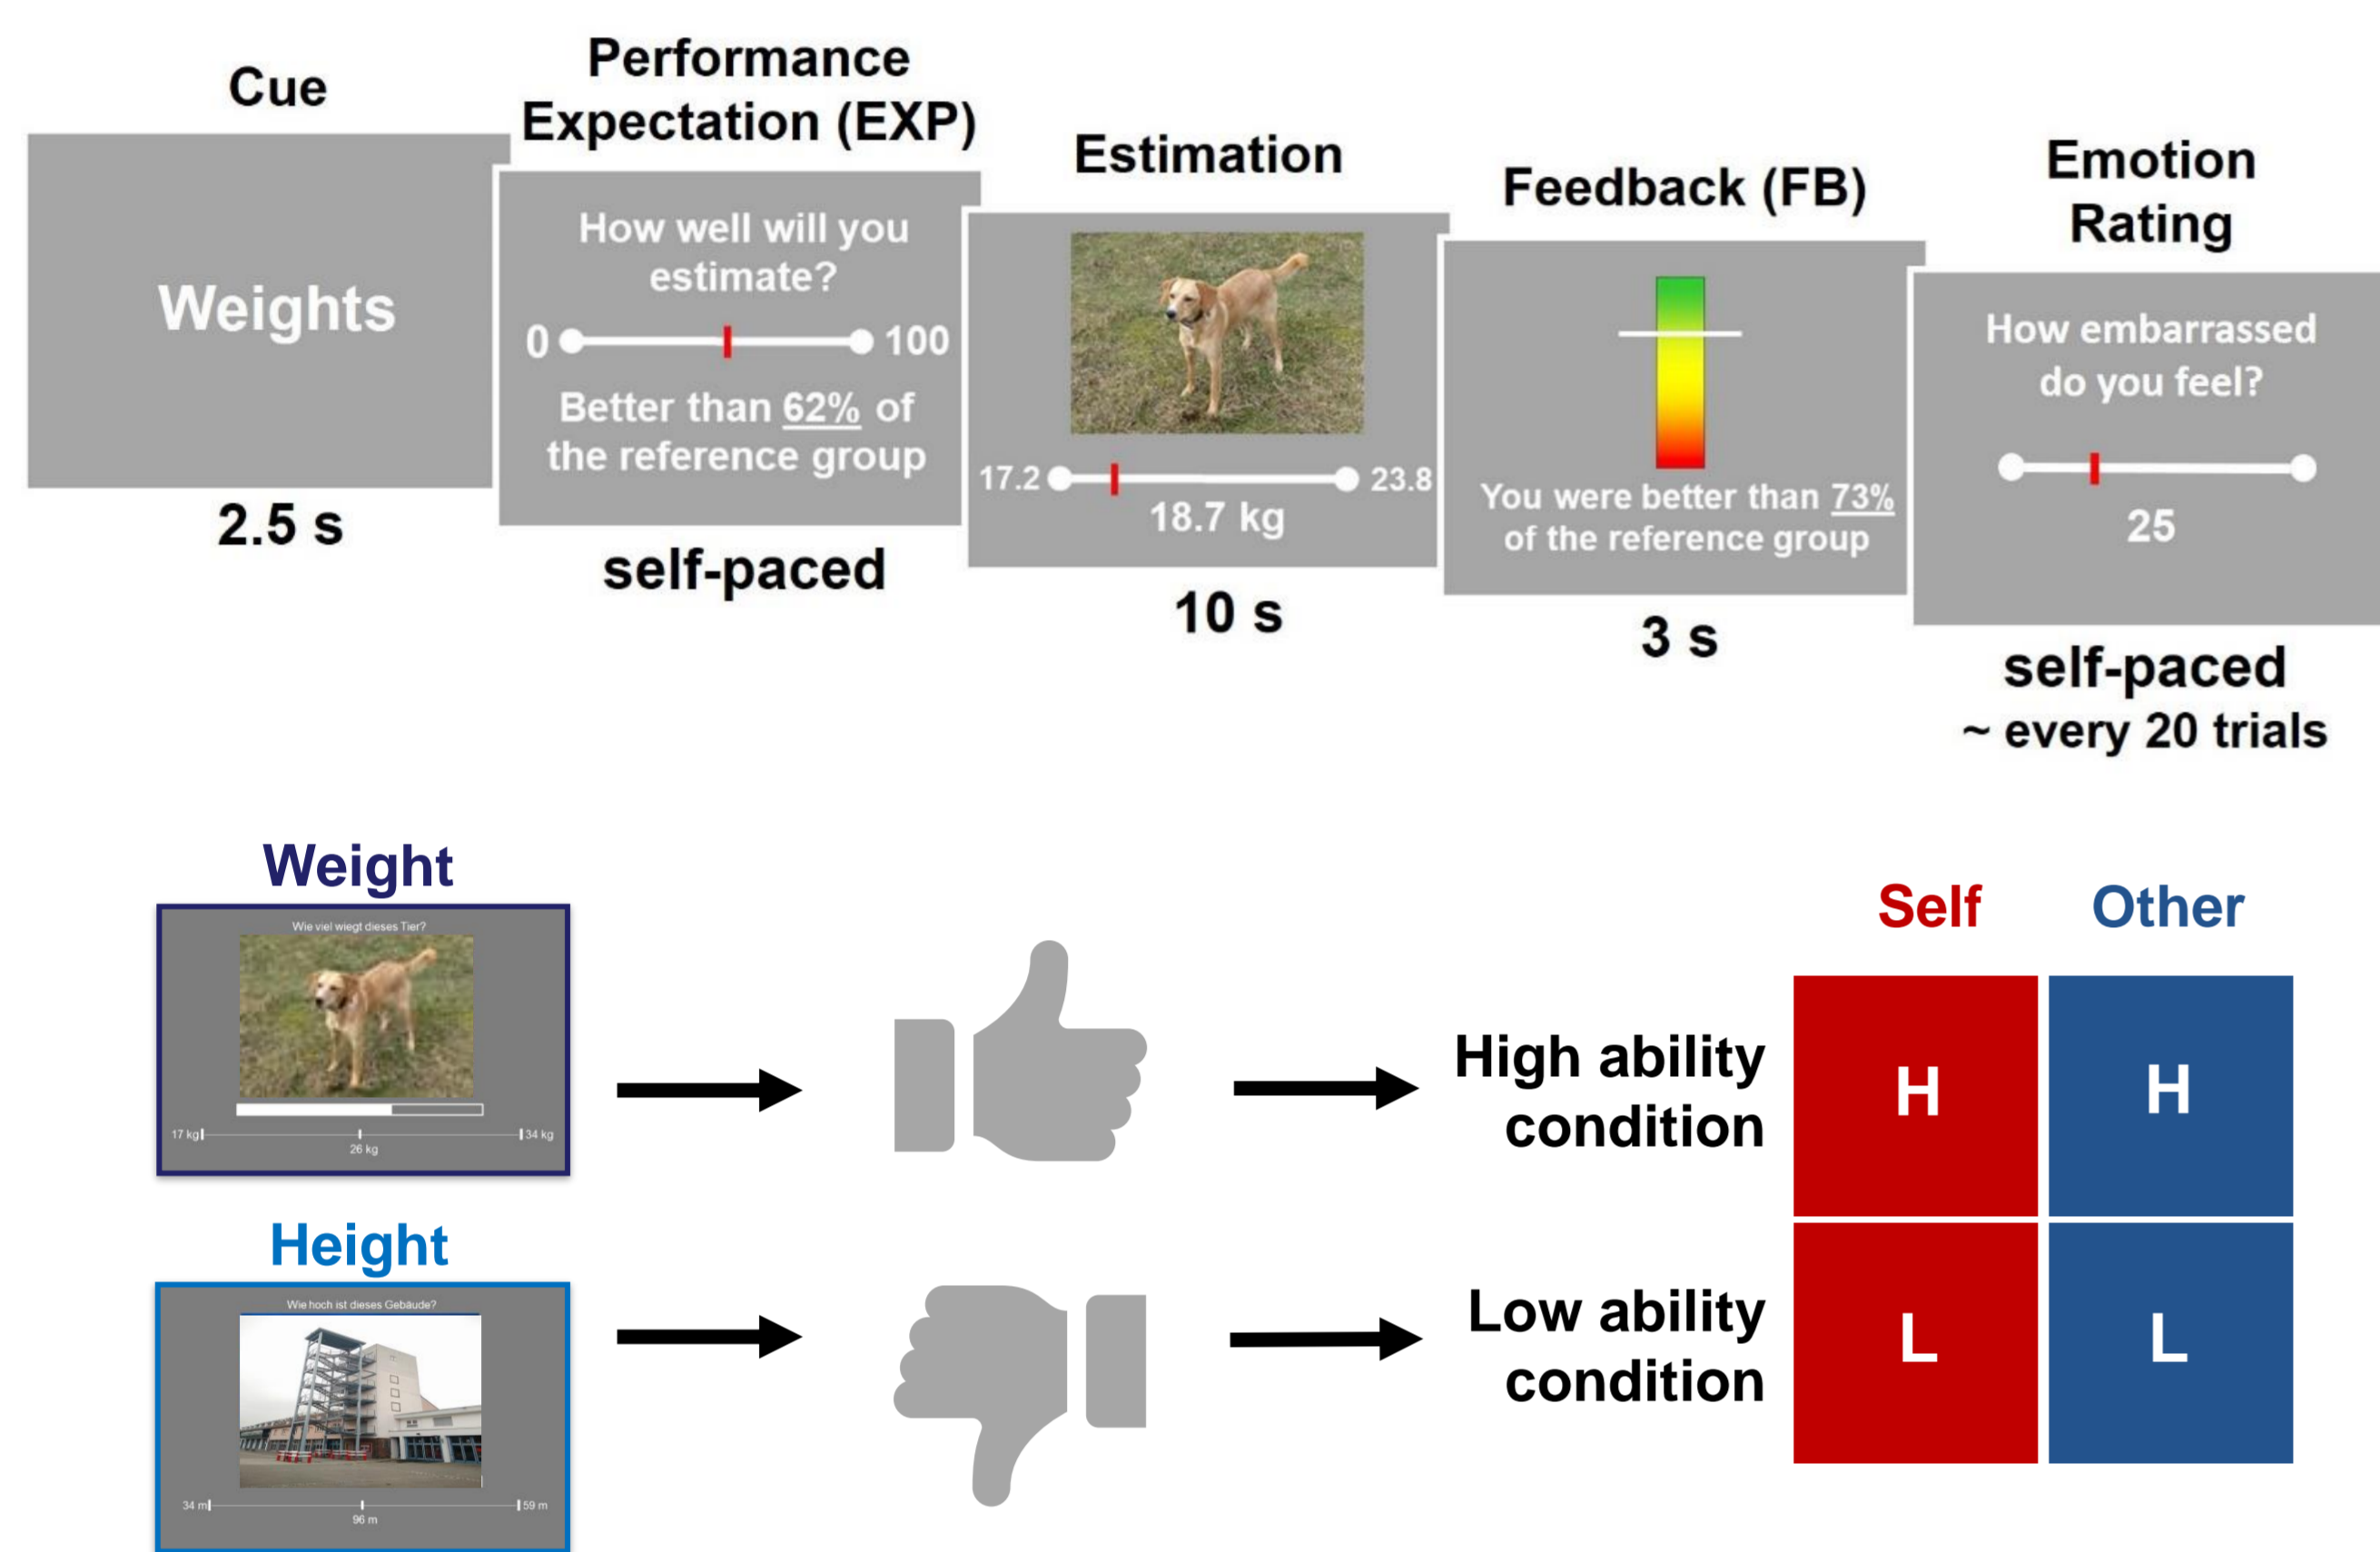 Cue
Weights
2.5 s
Performance
Expectation (EXP)
How well will you
estimate?
0 100
Better than 62% of
the reference group
self-paced
Estimation
17.2 23.8
18.7 kg
10 s
Feedback (FB)
You were better than 73%
of the reference group
3 s
Emotion
Rating
How embarrassed
do you feel?
25
self-paced
~ every 20 trials
Weight
Wie viel wiegt dieses Tier?
17 kg 34 kg
26 kg
Height
Wie hoch ist dieses Gebäude?
34 m 59 m
96 m
High ability
condition
Low ability
condition
Self Other
H H
L L